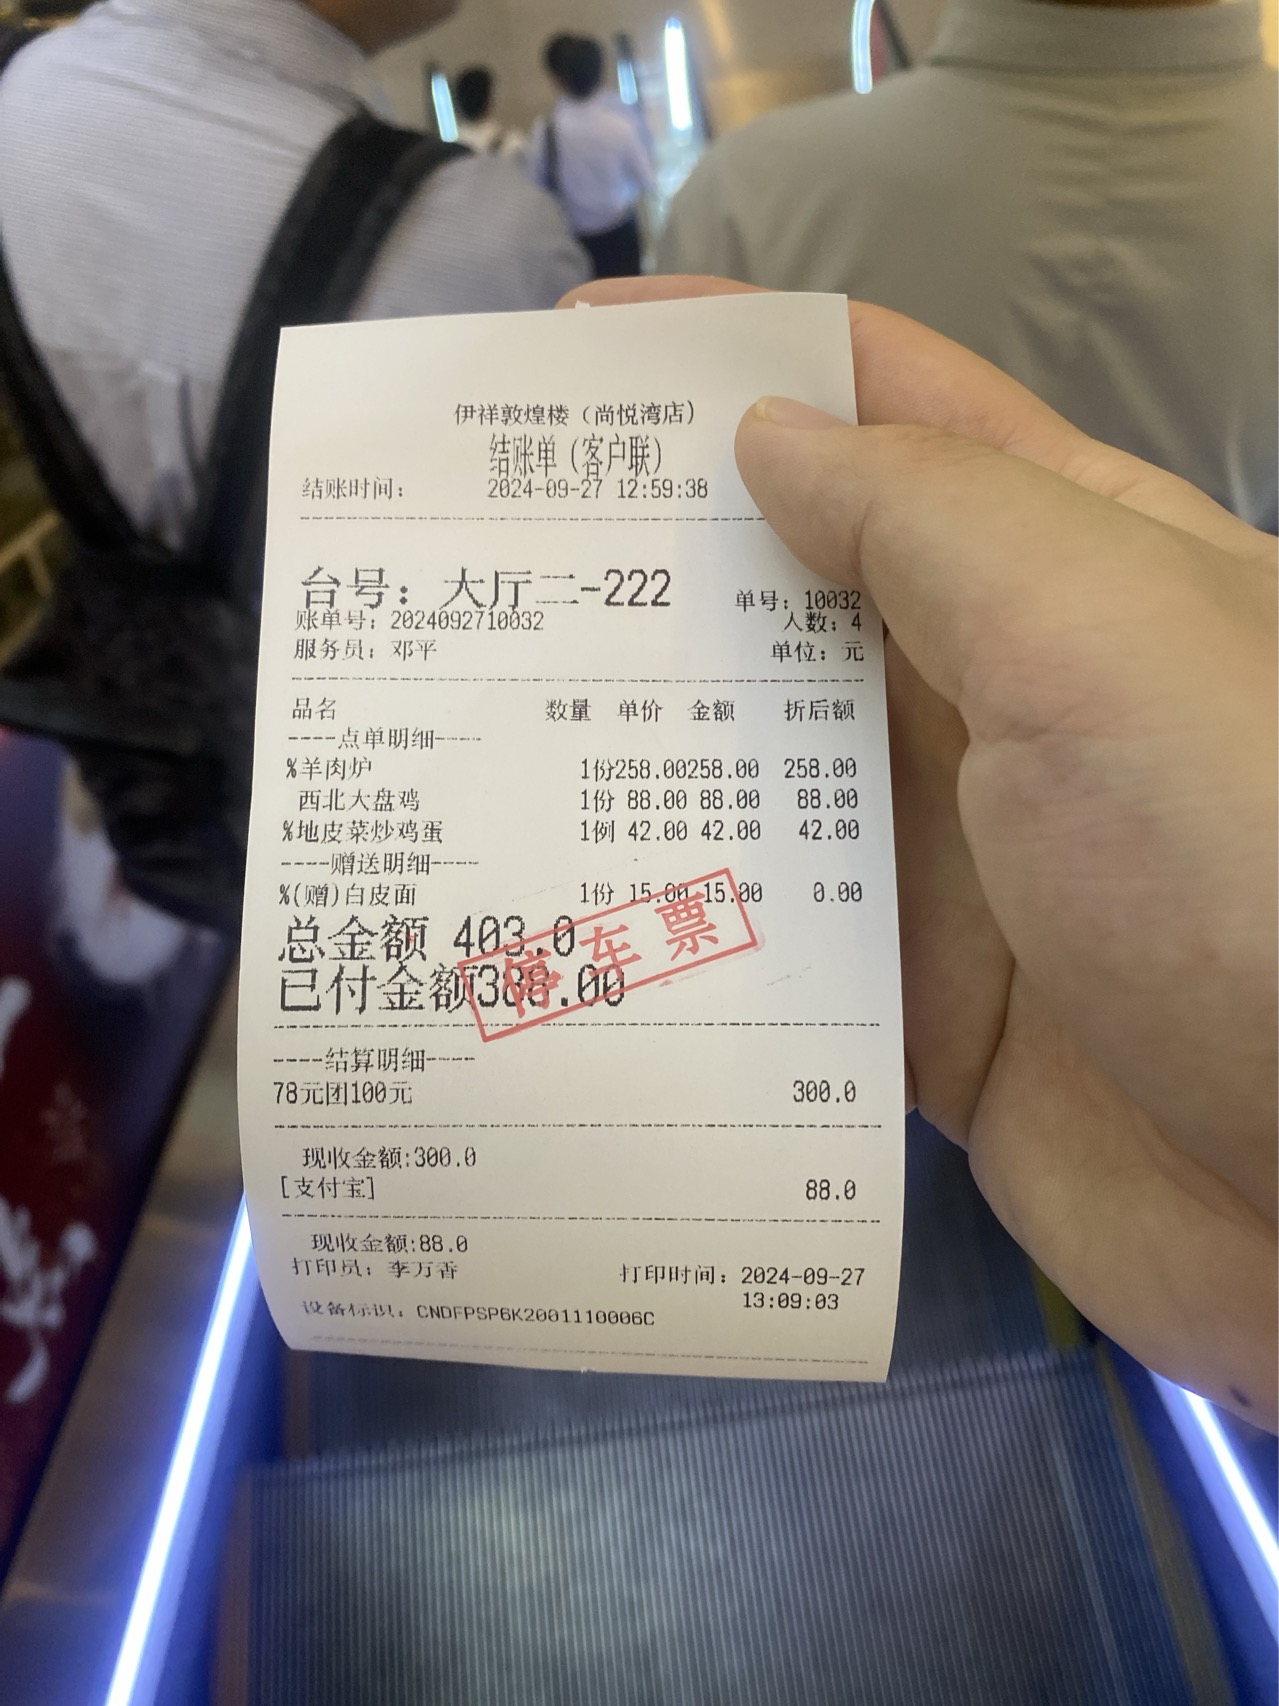 伊祥敦煌楼（尚悦湾店）
结账单（客户联）
结账时间： 2024-09-27 12:59:38
台号：大厅二-222
单号：10032
账单号：2024092710032 人数：4
服务员：邓平 单位：元
品名 数量 单价 金额 折后额
----点单明细----
%羊肉炉 1份258.00258.00 258.00
西北大盘鸡 1份 88.00 88.00 88.00
%地皮菜炒鸡蛋 1例 42.00 42.00 42.00
----赠送明细----
%(赠)白皮面 1份 15.00 15.00 0.00
总金额 403.0
已付金额388.00
停车票
----结算明细----
78元团100元 300.0
现收金额:300.0
[支付宝] 88.0
现收金额:88.0
打印员：李万香 打印时间：2024-09-27
13:09:03
设备标识：CNDFPSP6K2001110006C